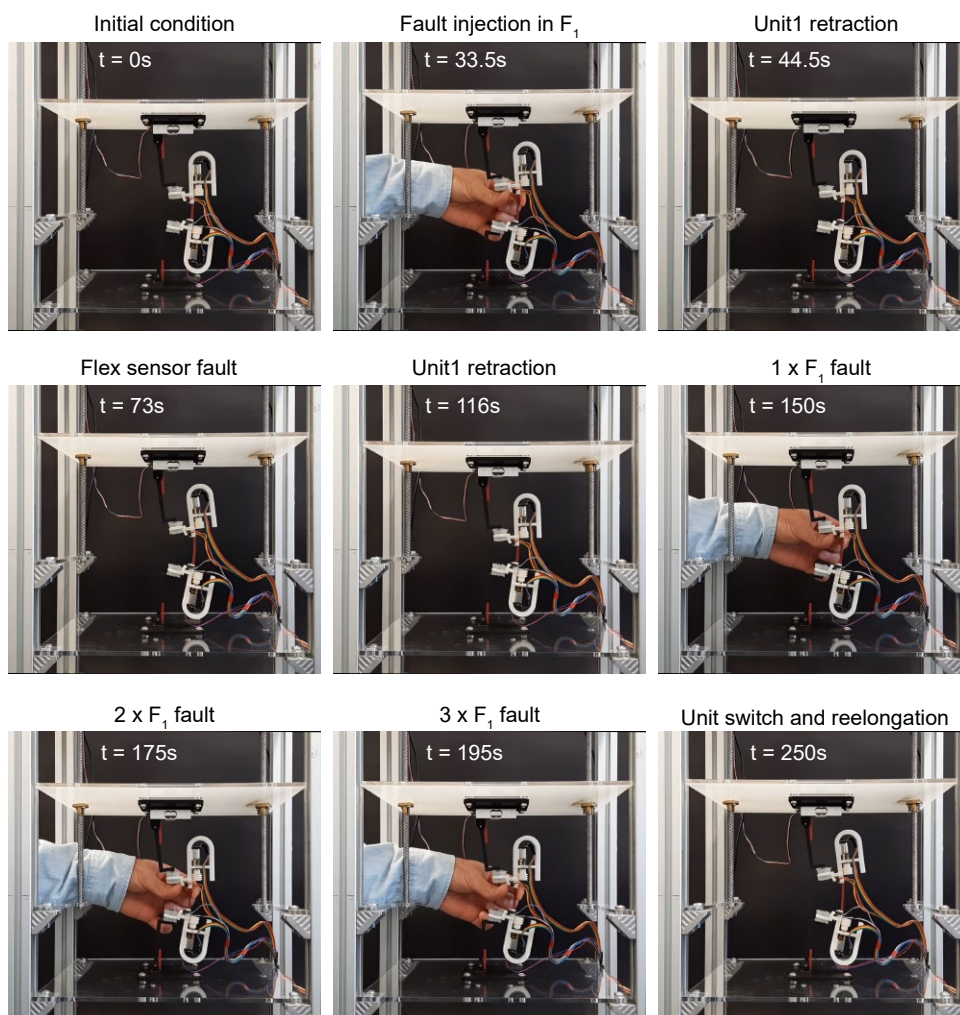 Initial condition
Fault injection in F₁
Unit1 retraction
t = 0s
t = 33.5s
t = 44.5s
Flex sensor fault
Unit1 retraction
1 x F₁ fault
t = 73s
t = 116s
t = 150s
2 x F₁ fault
3 x F₁ fault
Unit switch and reelongation
t = 175s
t = 195s
t = 250s